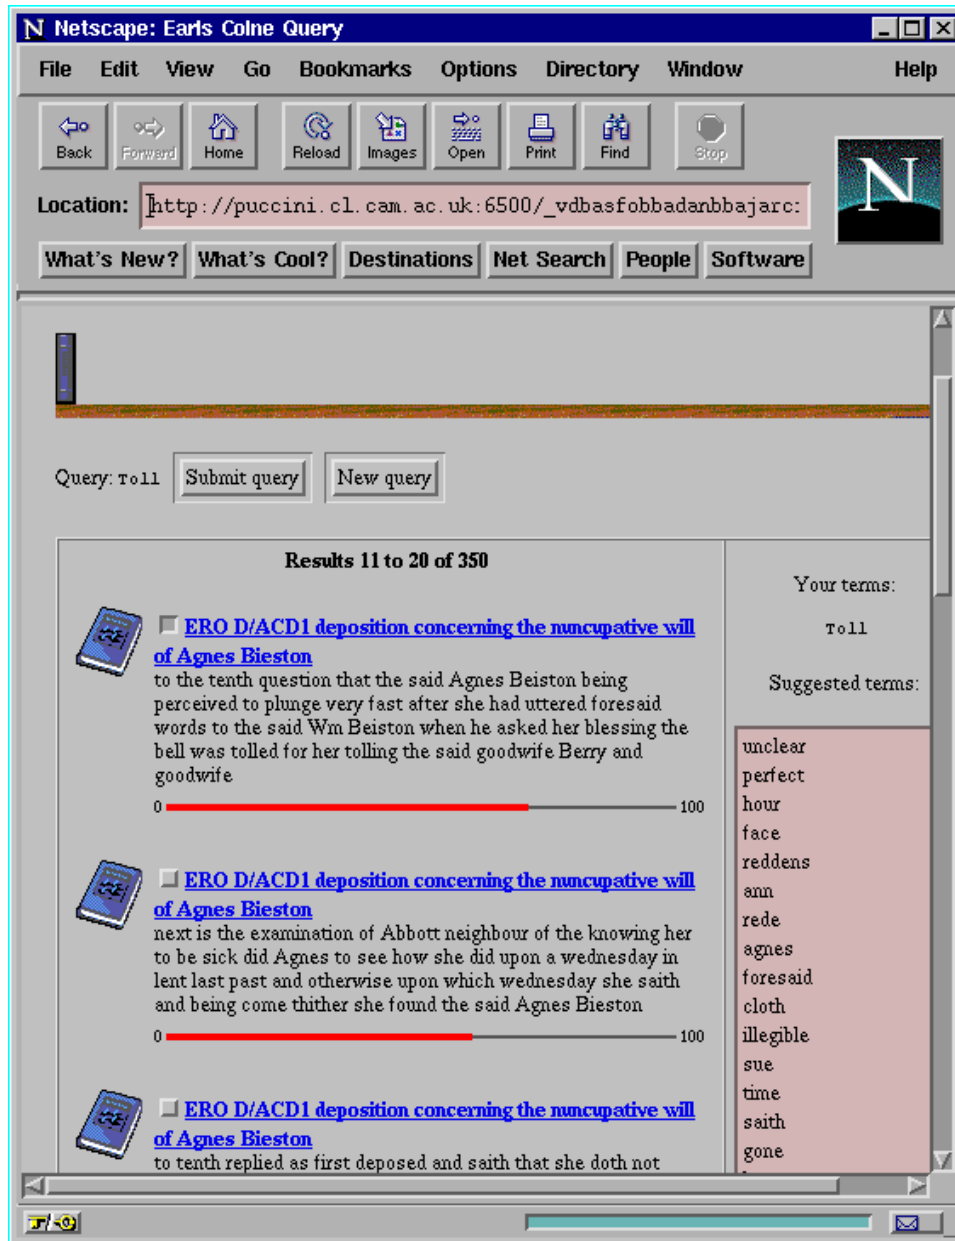 N Netscape: Earls Colne Query
File Edit View Go Bookmarks Options Directory Window Help
Back Forward Home Reload Images Open Print Find Stop
N
Location: http://puccini.cl.cam.ac.uk:6500/_vdbasfobbadanbbajarc:
What's New? What's Cool? Destinations Net Search People Software
Query: Toll Submit query New query
Results 11 to 20 of 350
ERO D/ACD1 deposition concerning the nuncupative will
of Agnes Bieston
to the tenth question that the said Agnes Beiston being
perceived to plunge very fast after she had uttered foresaid
words to the said Wm Beiston when he asked her blessing the
bell was tolled for her tolling the said goodwife Berry and
goodwife
0 100
ERO D/ACD1 deposition concerning the nuncupative will
of Agnes Bieston
next is the examination of Abbott neighbour of the knowing her
to be sick did Agnes to see how she did upon a wednesday in
lent last past and otherwise upon which wednesday she saith
and being come thither she found the said Agnes Bieston
0 100
ERO D/ACD1 deposition concerning the nuncupative will
of Agnes Bieston
to tenth replied as first deposed and saith that she doth not
Your terms:
Toll
Suggested terms:
unclear
perfect
hour
face
reddens
ann
rede
agnes
foresaid
cloth
illegible
sue
time
saith
gone